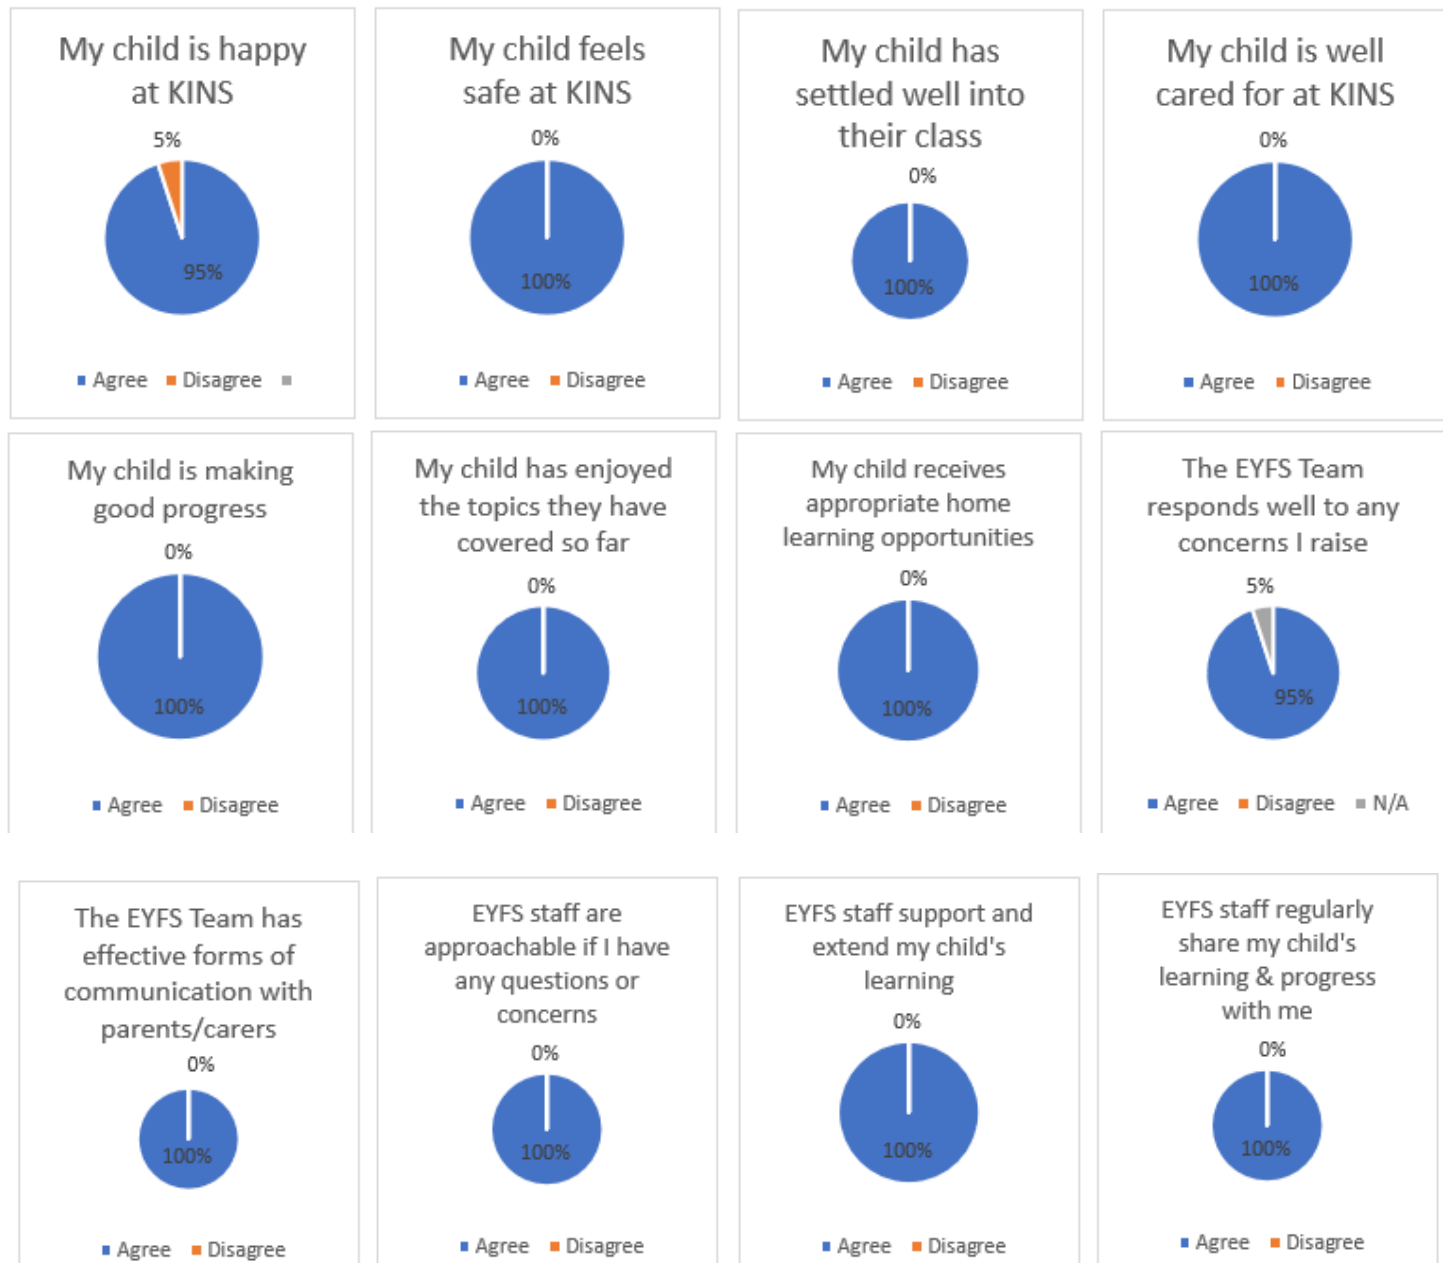 My child is happy
at KINS
5%
95%
Agree Disagree
My child feels
safe at KINS
0%
100%
Agree Disagree
My child has
settled well into
their class
0%
100%
Agree Disagree
My child is well
cared for at KINS
0%
100%
Agree Disagree
My child is making
good progress
0%
100%
Agree Disagree
My child has enjoyed
the topics they have
covered so far
0%
100%
Agree Disagree
My child receives
appropriate home
learning opportunities
0%
100%
Agree Disagree
The EYFS Team
responds well to any
concerns I raise
5%
95%
Agree Disagree N/A
The EYFS Team has
effective forms of
communication with
parents/carers
0%
100%
Agree Disagree
EYFS staff are
approachable if I have
any questions or
concerns
0%
100%
Agree Disagree
EYFS staff support and
extend my child's
learning
0%
100%
Agree Disagree
EYFS staff regularly
share my child's
learning & progress
with me
0%
100%
Agree Disagree